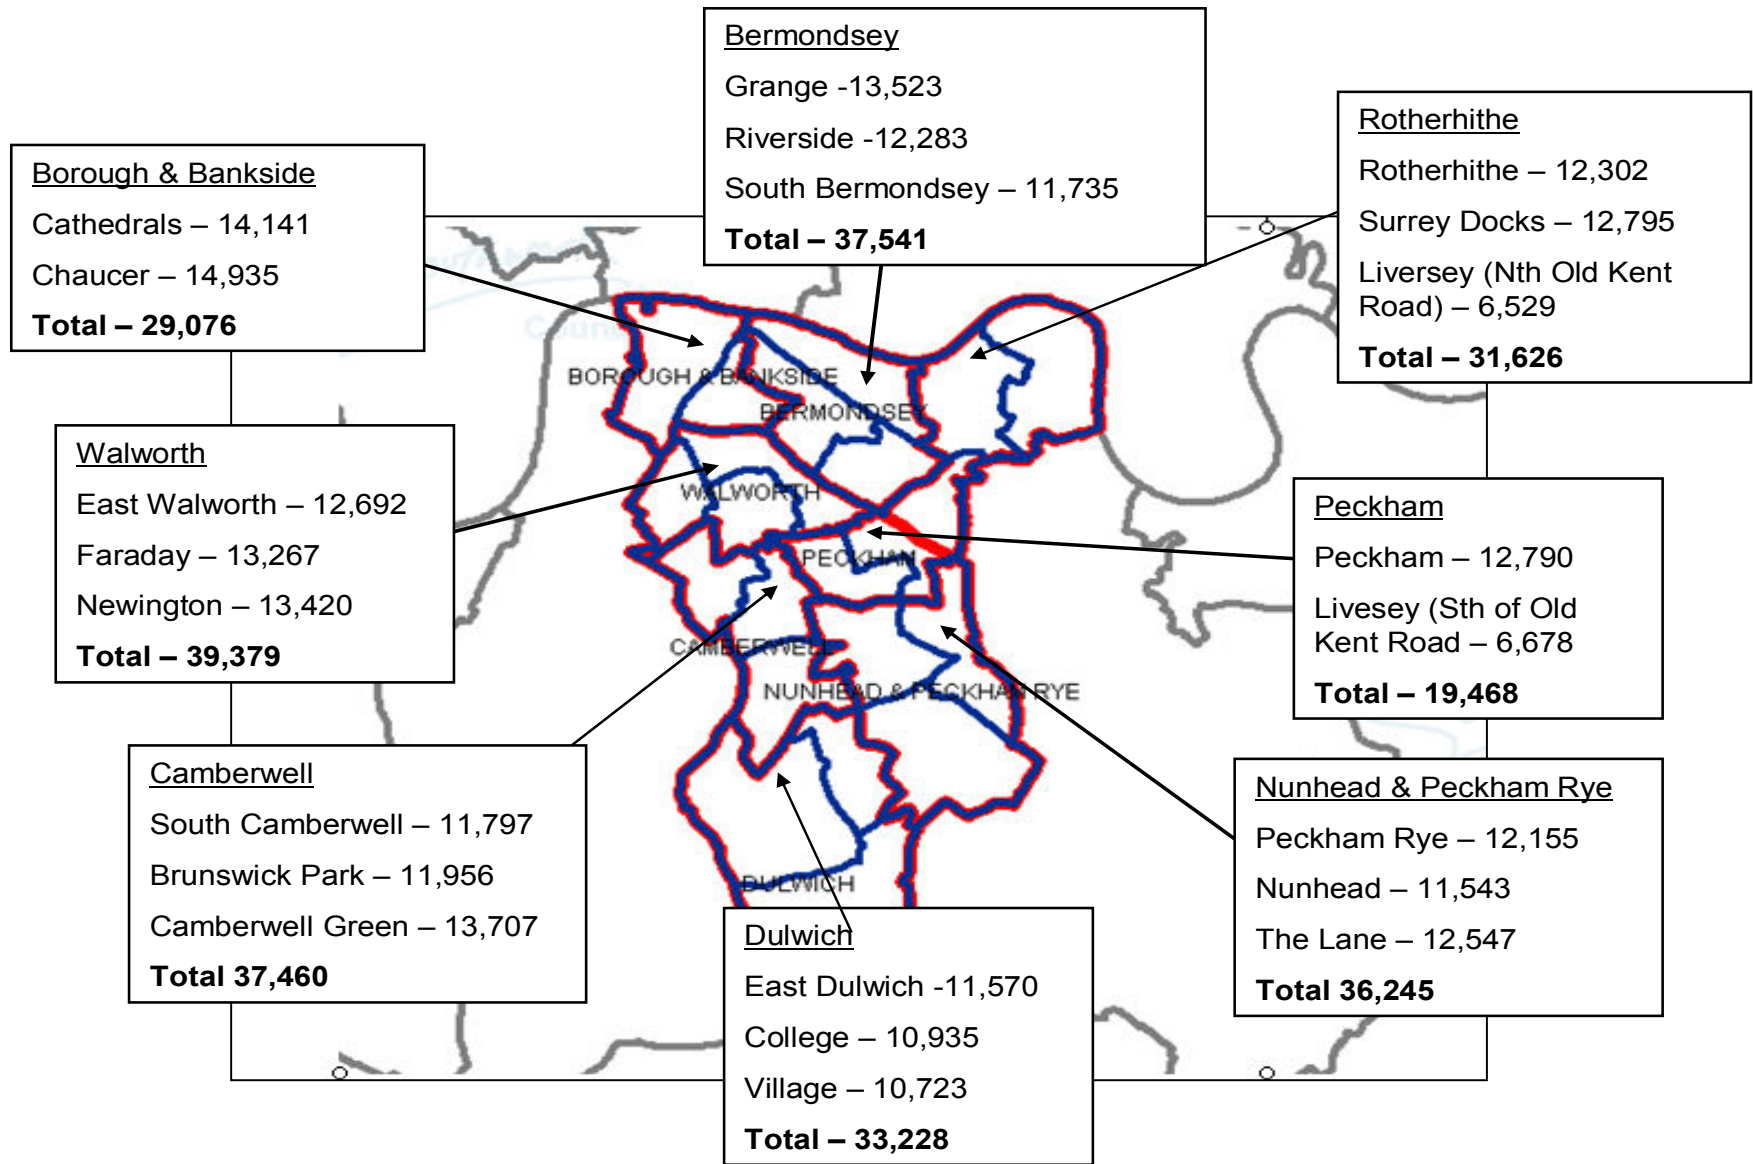 Bermondsey
Grange -13,523
Riverside -12,283
South Bermondsey – 11,735
Total – 37,541
Rotherhithe
Rotherhithe – 12,302
Surrey Docks – 12,795
Liversey (Nth Old Kent
Road) – 6,529
Total – 31,626
Borough & Bankside
Cathedrals – 14,141
Chaucer – 14,935
Total – 29,076
BOROUGH & BANKSIDE
BERMONDSEY
Walworth
East Walworth – 12,692
Faraday – 13,267
Newington – 13,420
Total – 39,379
WALWORTH
Peckham
Peckham – 12,790
Livesey (Sth of Old
Kent Road – 6,678
Total – 19,468
PECKHAM
CAMBERWELL
NUNHEAD & PECKHAM RYE
Camberwell
South Camberwell – 11,797
Brunswick Park – 11,956
Camberwell Green – 13,707
Total 37,460
Nunhead & Peckham Rye
Peckham Rye – 12,155
Nunhead – 11,543
The Lane – 12,547
Total 36,245
DULWICH
Dulwich
East Dulwich -11,570
College – 10,935
Village – 10,723
Total – 33,228